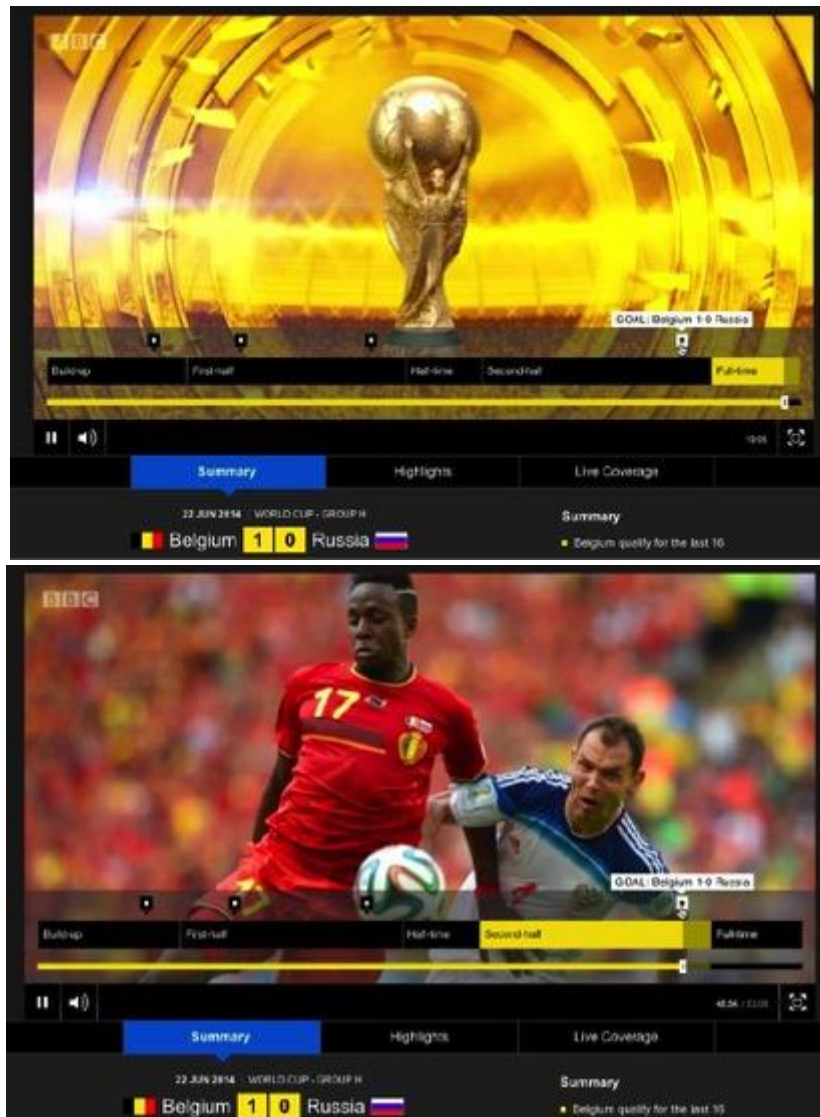 BBC
GOAL: Belgium 1-0 Russia
Build-up First-half Half-time Second-half Full-time
Summary Highlights Live Coverage
22 JUN 2014 WORLD CUP - GROUP H
Belgium 1 0 Russia
Summary
Belgium qualify for the last 16
BBC
17
17
GOAL: Belgium 1-0 Russia
Build-up First-half Half-time Second-half Full-time
Summary Highlights Live Coverage
22 JUN 2014 WORLD CUP - GROUP H
Belgium 1 0 Russia
Summary
Belgium qualify for the last 16